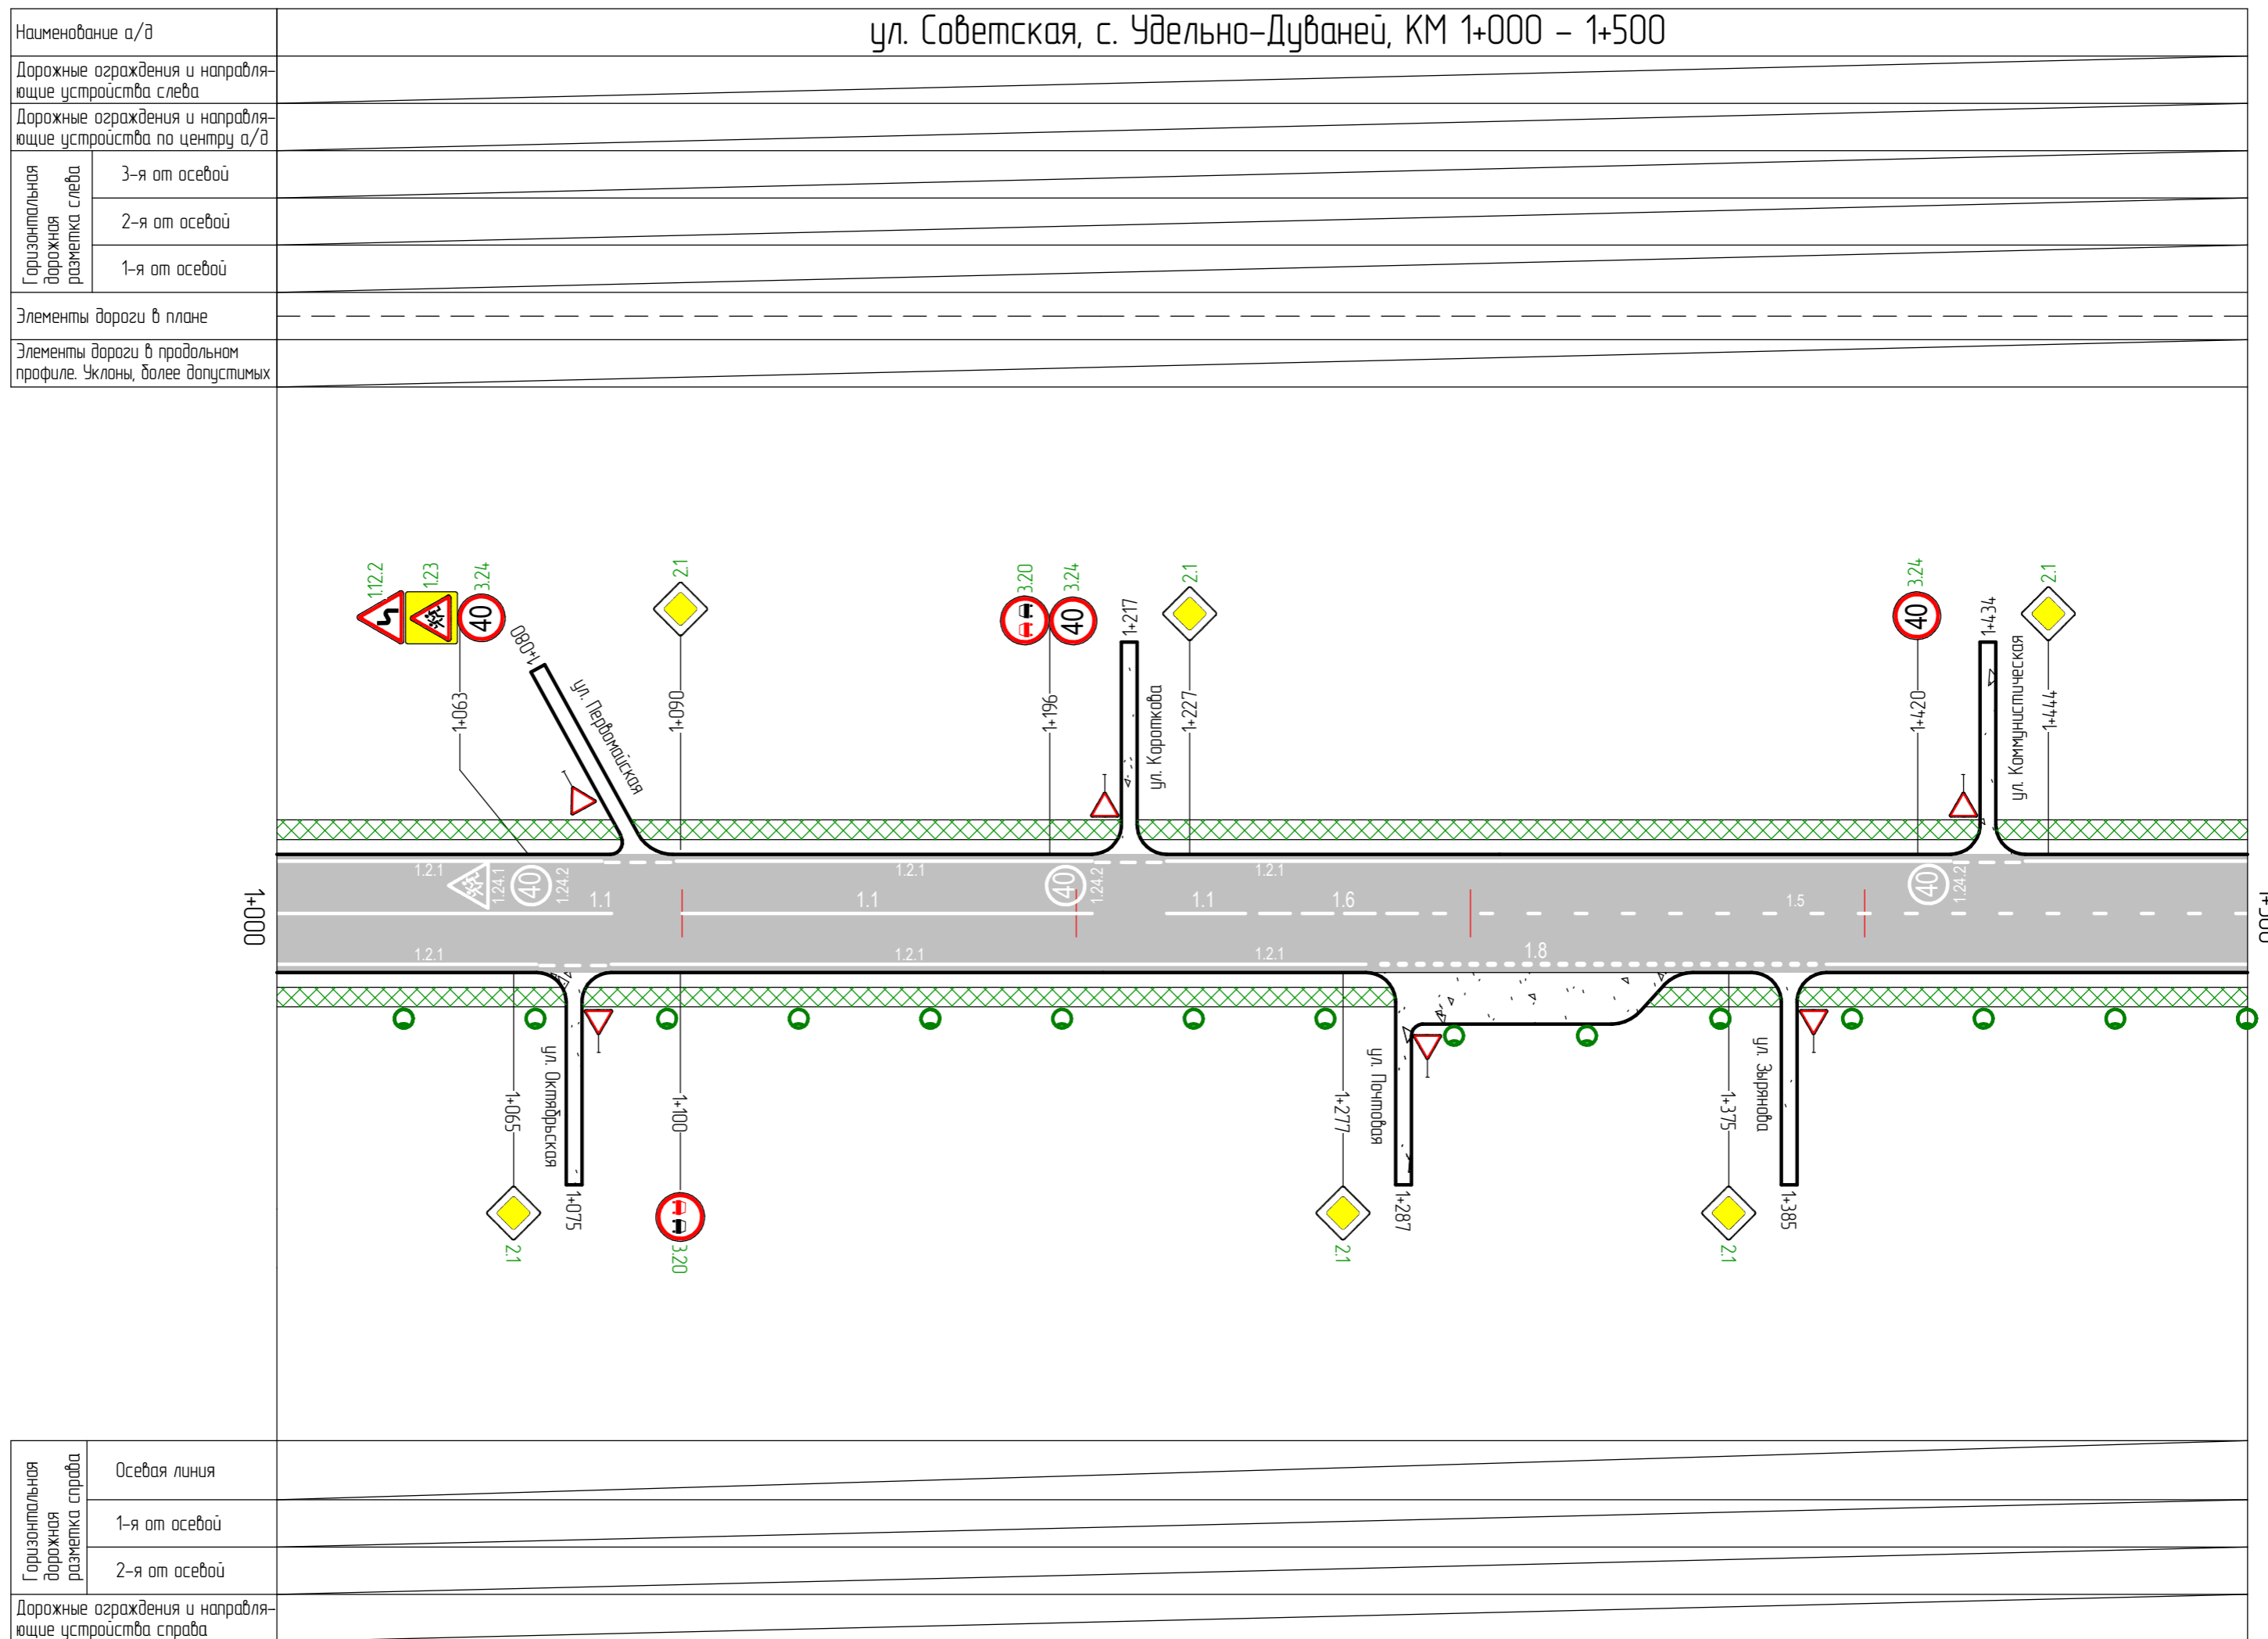 Наименование а/д
ул. Советская, с. Удельно-Дуваней, КМ 1+000 - 1+500
Дорожные ограждения и направля-
ющие устройства слева
Дорожные ограждения и направля-
ющие устройства по центру а/д
Горизонтальная
дорожная
разметка слева
3-я от осевой
2-я от осевой
1-я от осевой
Элементы дороги в плане
Элементы дороги в продольном
профиле. Уклоны, более допустимых
1.12.2
1.23
3.24
2.1
3.20
3.24
2.1
3.24
2.1
40
40
40
1+080
1+217
1+434
1+063
ул. Первомайская
1+090
1+196
ул. Короткова
1+227
1+420
ул. Коммунистическая
1+444
1+000
1.2.1
1.24.1
40
1.24.2
1.2.1
40
1.24.2
1.2.1
40
1.24.2
1.1
1.1
1.1
1.6
1.5
1+500
1.2.1
1.2.1
1.2.1
1.8
1+065
ул. Октябрьская
1+100
1+277
ул. Почтовая
1+375
ул. Зырянова
1+075
1+287
1+385
2.1
3.20
2.1
2.1
Горизонтальная
дорожная
разметка справа
Осевая линия
1-я от осевой
2-я от осевой
Дорожные ограждения и направля-
ющие устройства справа